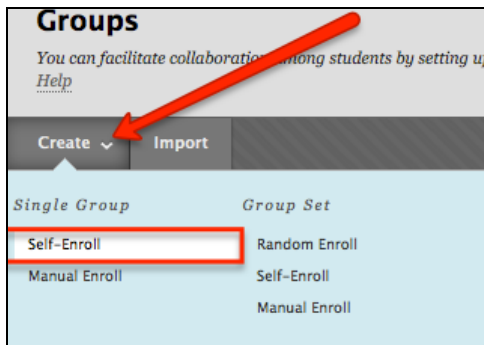 Groups
You can facilitate collaboration among students by setting up
Help
Create Import
Single Group Group Set
Self-Enroll Random Enroll
Manual Enroll Self-Enroll
Manual Enroll